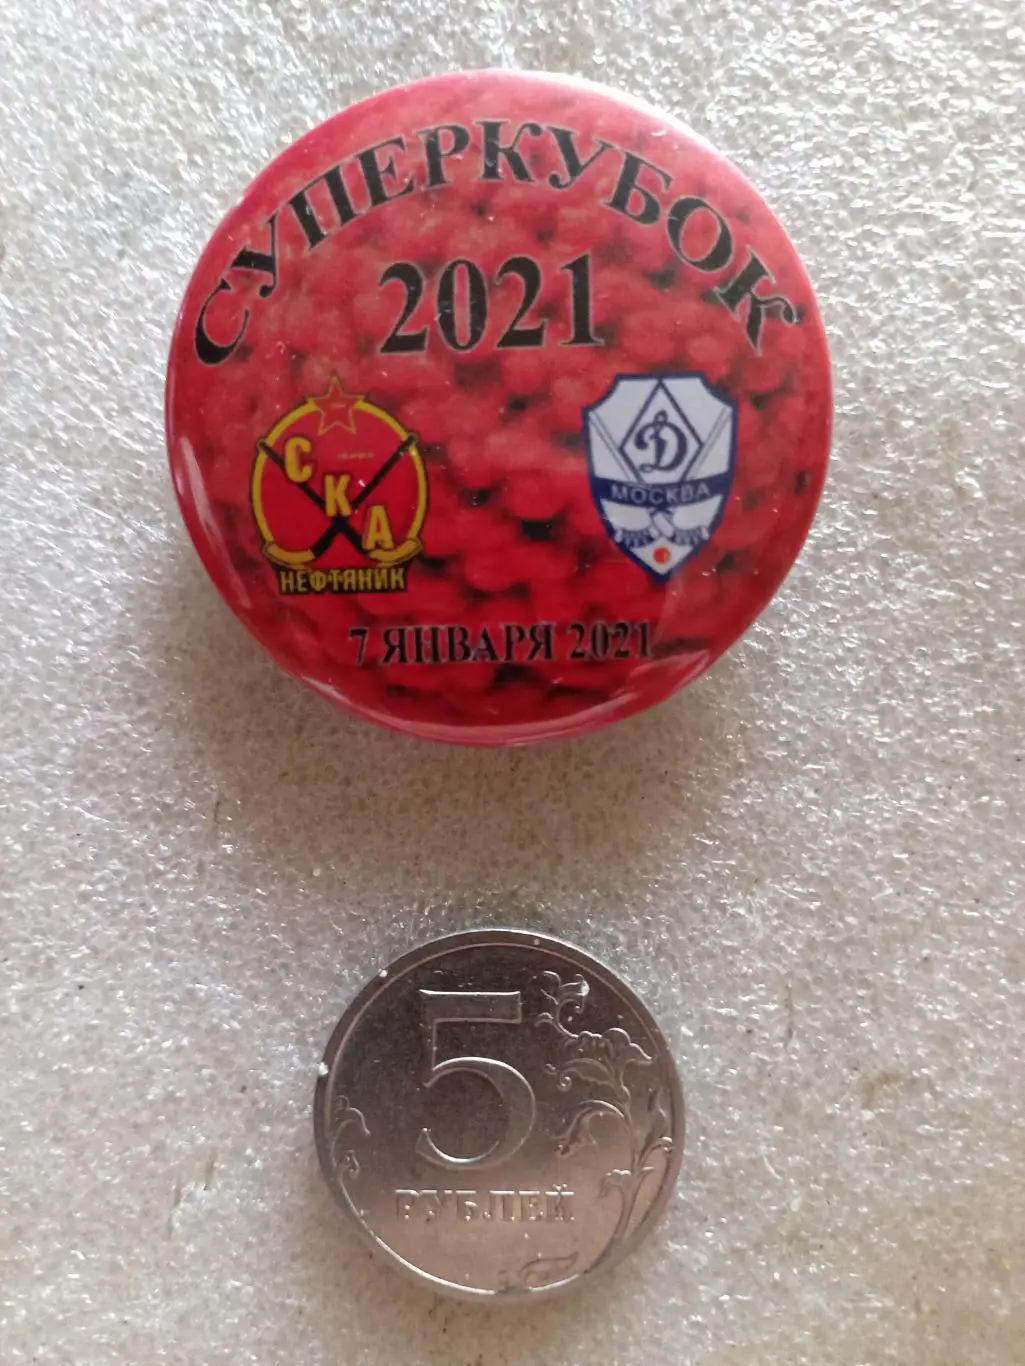 СУПЕРКУБОК
2021
С
К
А
НЕФТЯНИК
Д
МОСКВА
7 ЯНВАРЯ 2021
5
РУБЛЕЙ